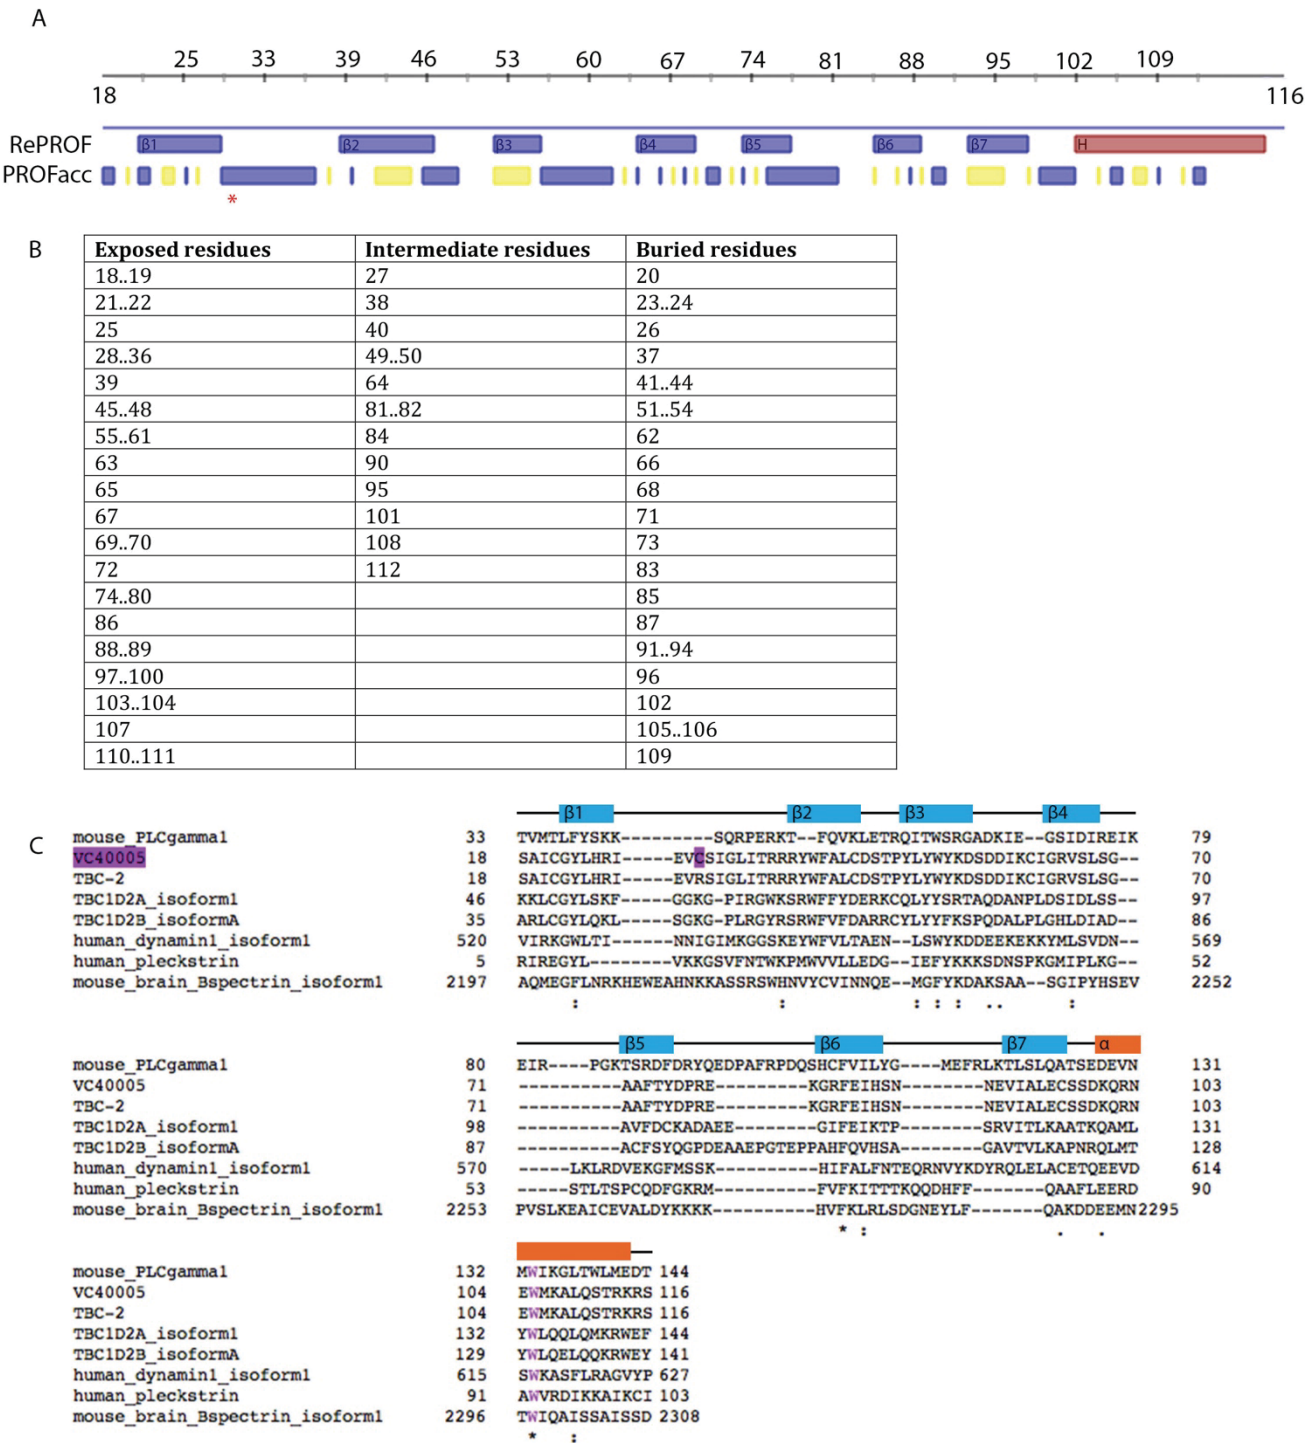 A
25 33 39 46 53 60 67 74 81 88 95 102 109
18 116
RePROF β1 β2 β3 β4 β5 β6 β7 H
PROFacc
*
B
Exposed residues Intermediate residues Buried residues
18..19 27 20
21..22 38 23..24
25 40 26
28..36 49..50 37
39 64 41..44
45..48 81..82 51..54
55..61 84 62
63 90 66
65 95 68
67 101 71
69..70 108 73
72 112 83
74..80 85
86 87
88..89 91..94
97..100 96
103..104 102
107 105..106
110..111 109
C
β1 β2 β3 β4
mouse_PLCgamma1 33 TVMTLFYSKK---------SQRPERKT--FQVKLETRQITWSRGADKIE--GSIDIREIK 79
VC40005 18 SAICGYLHRI-----EVCSIGLITRRRYWFALCDSTPYLYWYKDSDDIKCIGRVSLSG-- 70
TBC-2 18 SAICGYLHRI-----EVRSIGLITRRRYWFALCDSTPYLYWYKDSDDIKCIGRVSLSG-- 70
TBC1D2A_isoform1 46 KKLCGYLSKF-----GGKG-PIRGWKSRWFFYDERKCQLYYSRTAQDANPLDSIDLSS-- 97
TBC1D2B_isoformA 35 ARLCGYLQKL-----SGKG-PLRGYRSRWFVFDARRCYLYYFKSPQDALPLGHLDIAD-- 86
human_dynamin1_isoform1 520 VIRKGWLTI------NNIGIMKGGSKEYWFVLTAEN--LSWYKDDEEKEKKYMLSVDN-- 569
human_pleckstrin 5 RIREGYL--------VKKGSVFNTWKPMWVVLLEDG--IEFYKKKSDNSPKGMIPLKG-- 52
mouse_brain_Bspectrin_isoform1 2197 AQMEGFLNRKHEWEAHNKKASSRSWHNVYCVINNQE--MGFYKDAKSAA--SGIPYHSEV 2252
: : : : : .. :
β5 β6 β7 α
mouse_PLCgamma1 80 EIR----PGKTSRDFDRYQEDPAFRPDQSHCFVILYG----MEFRLKTLSLQATSEDEVN 131
VC40005 71 ----------AAFTYDPRE---------KGRFEIHSN--------NEVIALECSSDKQRN 103
TBC-2 71 ----------AAFTYDPRE---------KGRFEIHSN--------NEVIALECSSDKQRN 103
TBC1D2A_isoform1 98 ----------AVFDCKADAEE-------GIFEIKTP--------SRVITLKAATKQAML 131
TBC1D2B_isoformA 87 ----------ACFSYQGPDEAAEPGTEPPAHFQVHSA--------GAVTVLKAPNRQLMT 128
human_dynamin1_isoform1 570 -----LKLRDVEKGFMSSK----------HIFALFNTEQRNVYKDYRQLELACETQEEVD 614
human_pleckstrin 53 -----STLTSPCQDFGKRM----------FVFKITTTKQQDHFF-------QAAFLEERD 90
mouse_brain_Bspectrin_isoform1 2253 PVSLKEAICEVALDYKKKK----------HVFKLRLSDGNEYLF-------QAKDDEEMN 2295
* : . .
mouse_PLCgamma1 132 MWIKGLTWLMEDT 144
VC40005 104 EWMKALQSTRKRS 116
TBC-2 104 EWMKALQSTRKRS 116
TBC1D2A_isoform1 132 YWLQQLQMKRWEF 144
TBC1D2B_isoformA 129 YWLQELQQKRWEY 141
human_dynamin1_isoform1 615 SWKASFLRAGVYP 627
human_pleckstrin 91 AWVRDIKKAIKCI 103
mouse_brain_Bspectrin_isoform1 2296 TWIQAISSAISSD 2308
* :